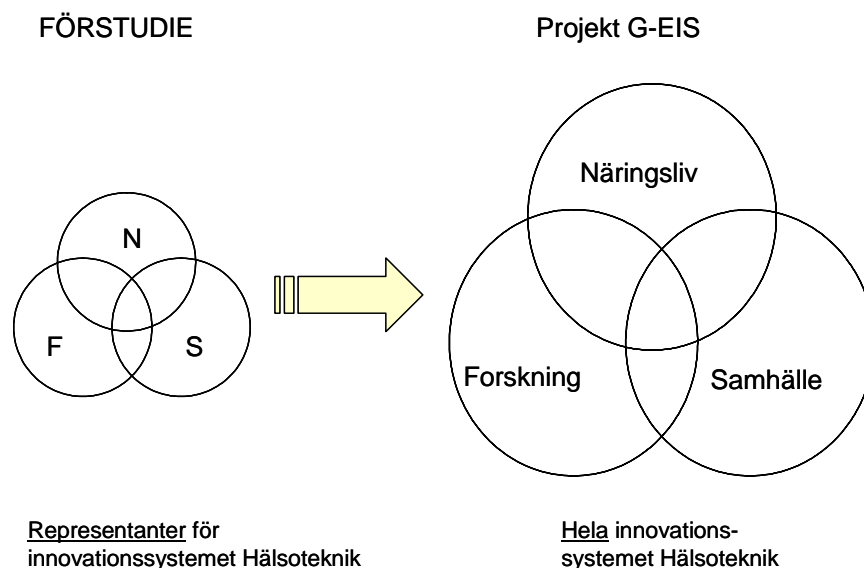 FÖRSTUDIE
Projekt G-EIS
N
F
S
Näringsliv
Forskning
Samhälle
Representanter för
innovationssystemet Hälsoteknik
Hela innovations-
systemet Hälsoteknik